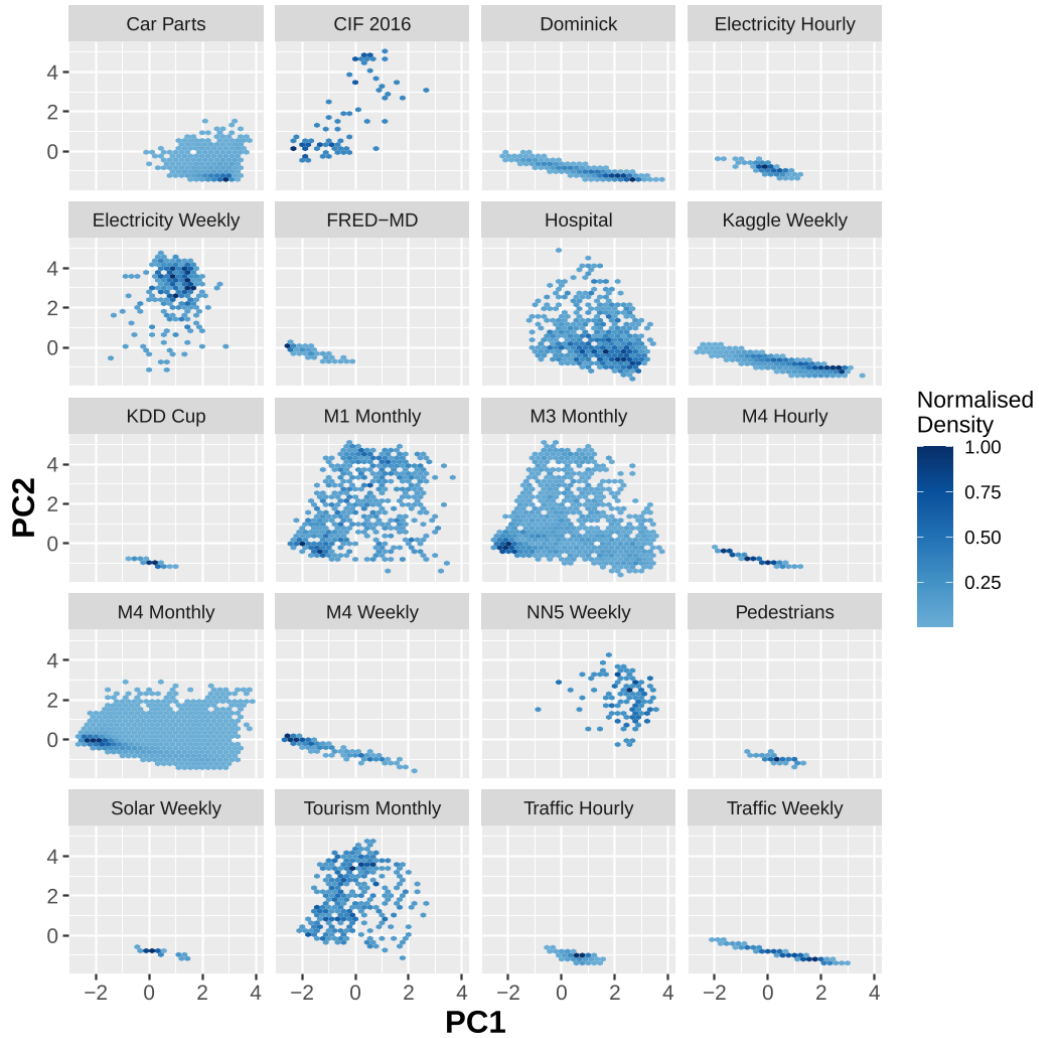 Car Parts
CIF 2016
Dominick
Electricity Hourly
4
2
0
Electricity Weekly
FRED−MD
Hospital
Kaggle Weekly
4
2
0
KDD Cup
M1 Monthly
M3 Monthly
M4 Hourly
4
2
0
M4 Monthly
M4 Weekly
NN5 Weekly
Pedestrians
4
2
0
Solar Weekly
Tourism Monthly
Traffic Hourly
Traffic Weekly
4
2
0
−2 0 2 4
−2 0 2 4
−2 0 2 4
−2 0 2 4
PC1
PC2
Normalised
Density
1.00
0.75
0.50
0.25